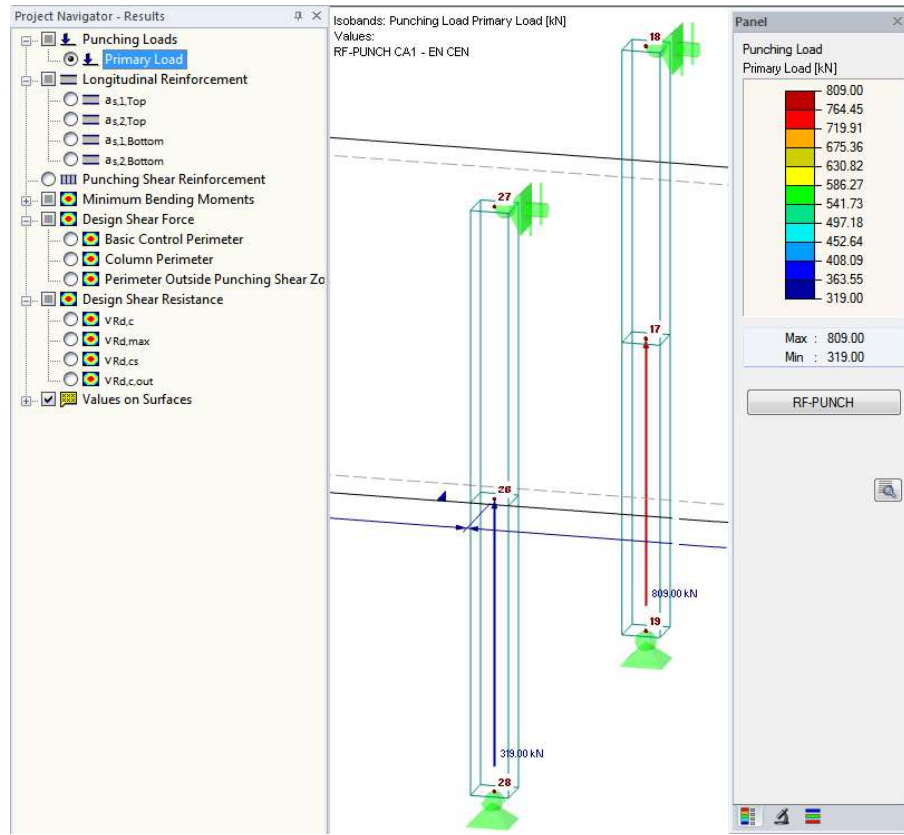 Project Navigator - Results
Punching Loads
Primary Load
Longitudinal Reinforcement
as,1,Top
as,2,Top
as,1,Bottom
as,2,Bottom
Punching Shear Reinforcement
Minimum Bending Moments
Design Shear Force
Basic Control Perimeter
Column Perimeter
Perimeter Outside Punching Shear Zo
Design Shear Resistance
vRd,c
vRd,max
vRd,cs
vRd,c,out
Values on Surfaces
Isobands: Punching Load Primary Load [kN]
Values:
RF-PUNCH CA1 - EN CEN
18
27
17
26
809.00 kN
19
319.00 kN
28
Panel
Punching Load
Primary Load [kN]
809.00
764.45
719.91
675.36
630.82
586.27
541.73
497.18
452.64
408.09
363.55
319.00
Max : 809.00
Min : 319.00
RF-PUNCH